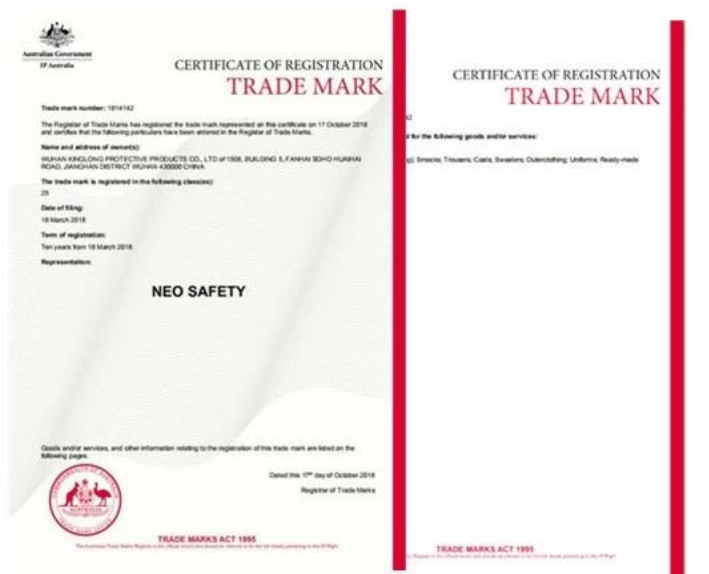 Australian Government
IP Australia
CERTIFICATE OF REGISTRATION
TRADE MARK
Trade mark number: 1914142
The Registrar of Trade Marks has registered the trade mark represented on this certificate on 17 October 2018
and certifies that the following particulars have been entered in the Register of Trade Marks.
Name and address of owner(s):
WUHAN KINGLONG PROTECTIVE PRODUCTS CO., LTD of 1508, BUILDING 5, FANHAI SOHO HUAIHAI
ROAD, JIANGHAN DISTRICT WUHAN 430000 CHINA
The trade mark is registered in the following class(es):
25
Date of filing:
18 March 2018
Term of registration:
Ten years from 18 March 2018
Representation:
NEO SAFETY
Goods and/or services, and other information relating to the registration of this trade mark are listed on the
following pages.
Dated this 17th day of October 2018
Registrar of Trade Marks
AUSTRALIA
TRADE MARKS ACT 1995
CERTIFICATE OF REGISTRATION
TRADE MARK
d for the following goods and/or services:
Smocks; Trousers; Coats; Sweaters; Outerclothing; Uniforms; Ready-made
TRADE MARKS ACT 1995